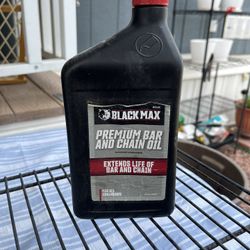 BLACK MAX
PREMIUM BAR
AND CHAIN OIL
EXTENDS LIFE OF
BAR AND CHAIN